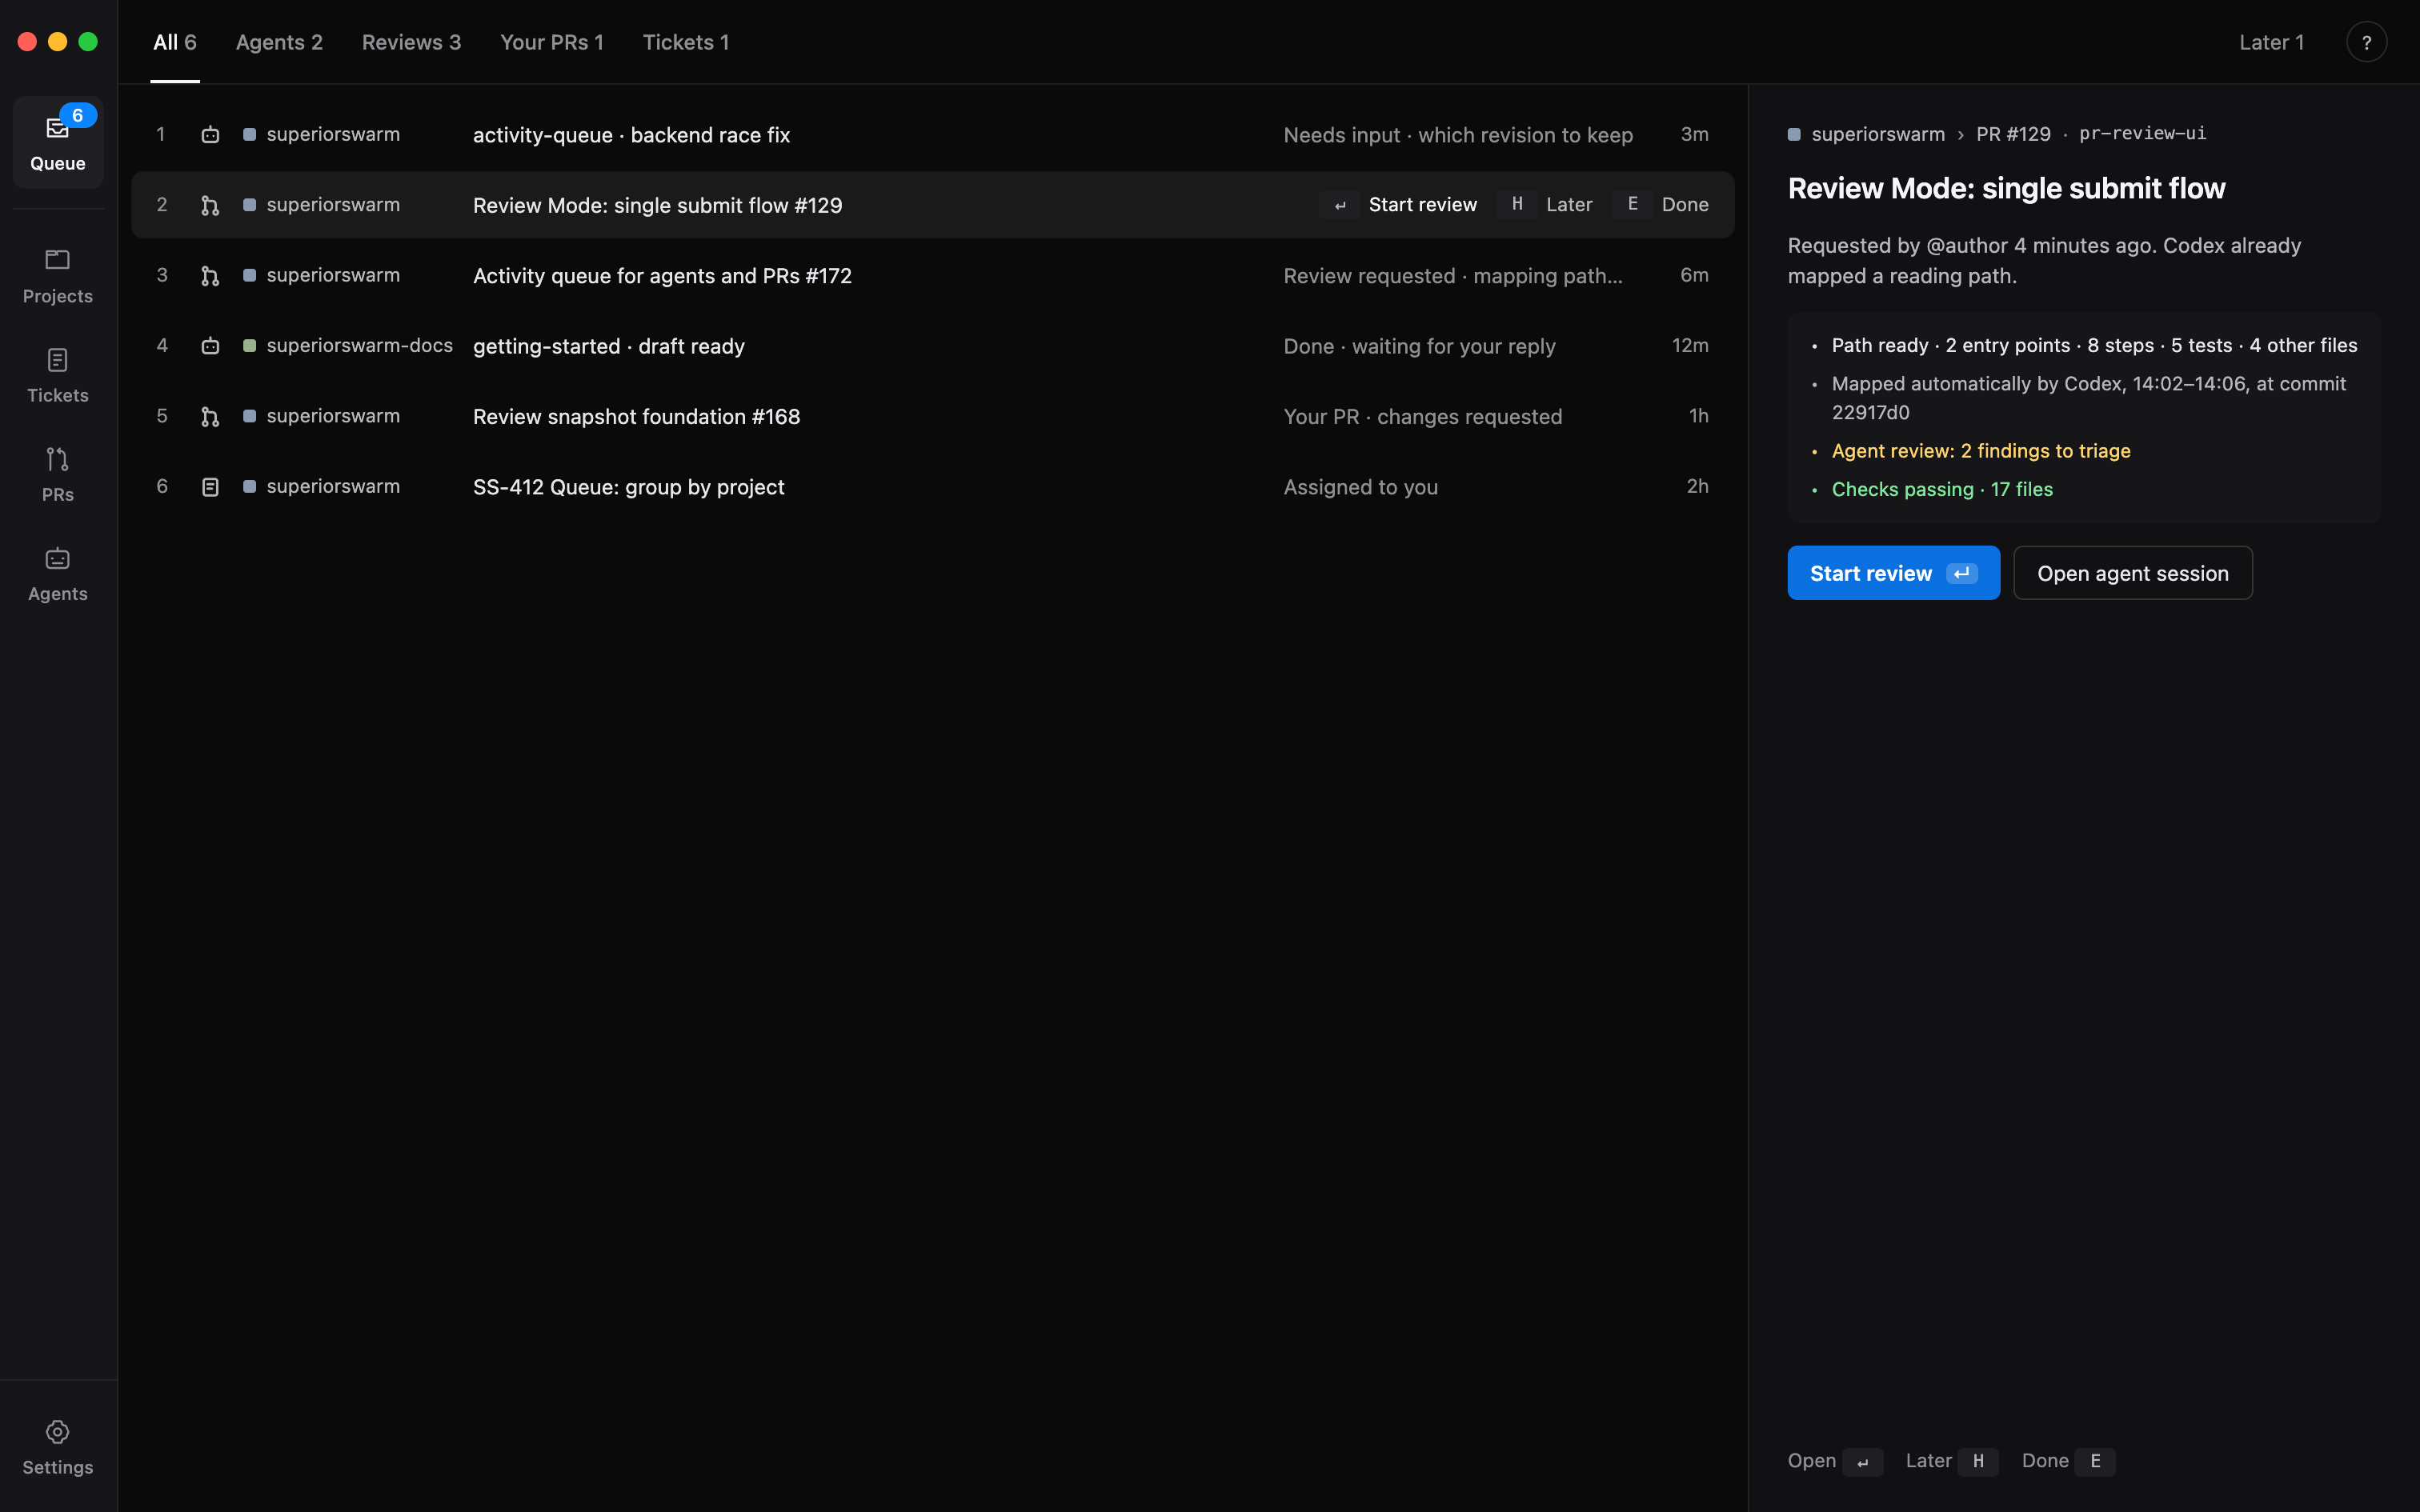 All 6 Agents 2 Reviews 3 Your PRs 1 Tickets 1 Later 1 ?
6
Queue
Projects
Tickets
PRs
Agents
Settings
1 superiorswarm activity-queue · backend race fix Needs input · which revision to keep 3m
2 superiorswarm Review Mode: single submit flow #129 ↵ Start review H Later E Done
3 superiorswarm Activity queue for agents and PRs #172 Review requested · mapping path... 6m
4 superiorswarm-docs getting-started · draft ready Done · waiting for your reply 12m
5 superiorswarm Review snapshot foundation #168 Your PR · changes requested 1h
6 superiorswarm SS-412 Queue: group by project Assigned to you 2h
superiorswarm › PR #129 · pr-review-ui
Review Mode: single submit flow
Requested by @author 4 minutes ago. Codex already
mapped a reading path.
• Path ready · 2 entry points · 8 steps · 5 tests · 4 other files
• Mapped automatically by Codex, 14:02–14:06, at commit
22917d0
• Agent review: 2 findings to triage
• Checks passing · 17 files
Start review ↵ Open agent session
Open ↵ Later H Done E